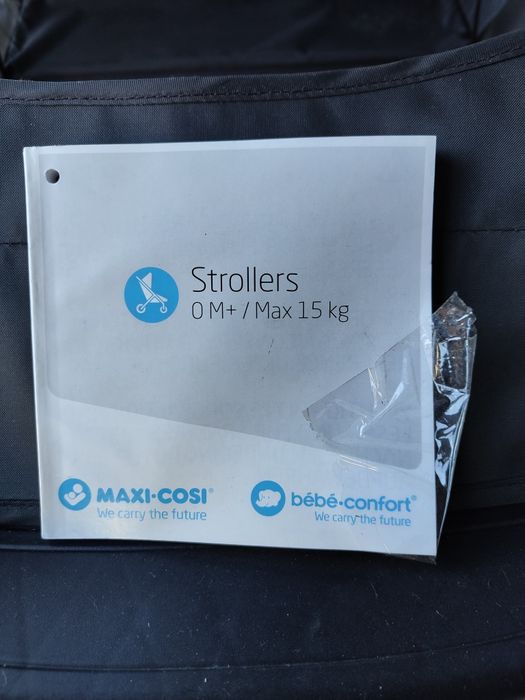 Strollers
0 M+ / Max 15 kg
MAXI·COSI®
We carry the future
bébé·confort®
We carry the future